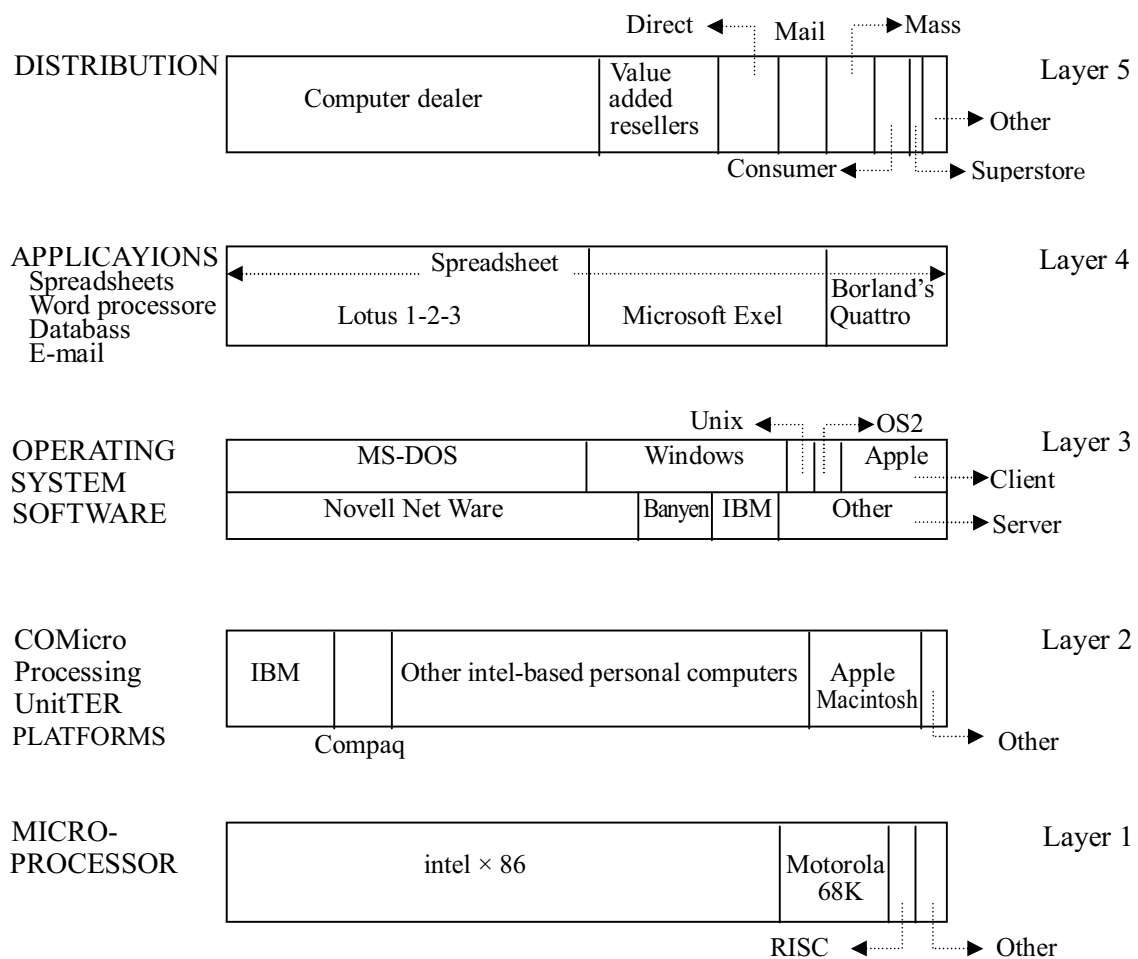 Direct Mail Mass
DISTRIBUTION
Layer 5
Computer dealer
Value
added
resellers
Other
Consumer
Superstore
APPLICAYIONS
Spreadsheets
Word processore
Databass
E-mail
Layer 4
Spreadsheet
Lotus 1-2-3
Microsoft Exel
Borland's
Quattro
Unix OS2
OPERATING
SYSTEM
SOFTWARE
Layer 3
MS-DOS
Windows
Apple
Client
Novell Net Ware
Banyen
IBM
Other
Server
COMicro
Processing
UnitTER
PLATFORMS
Layer 2
IBM
Other intel-based personal computers
Apple
Macintosh
Compaq
Other
MICRO-
PROCESSOR
Layer 1
intel × 86
Motorola
68K
RISC
Other